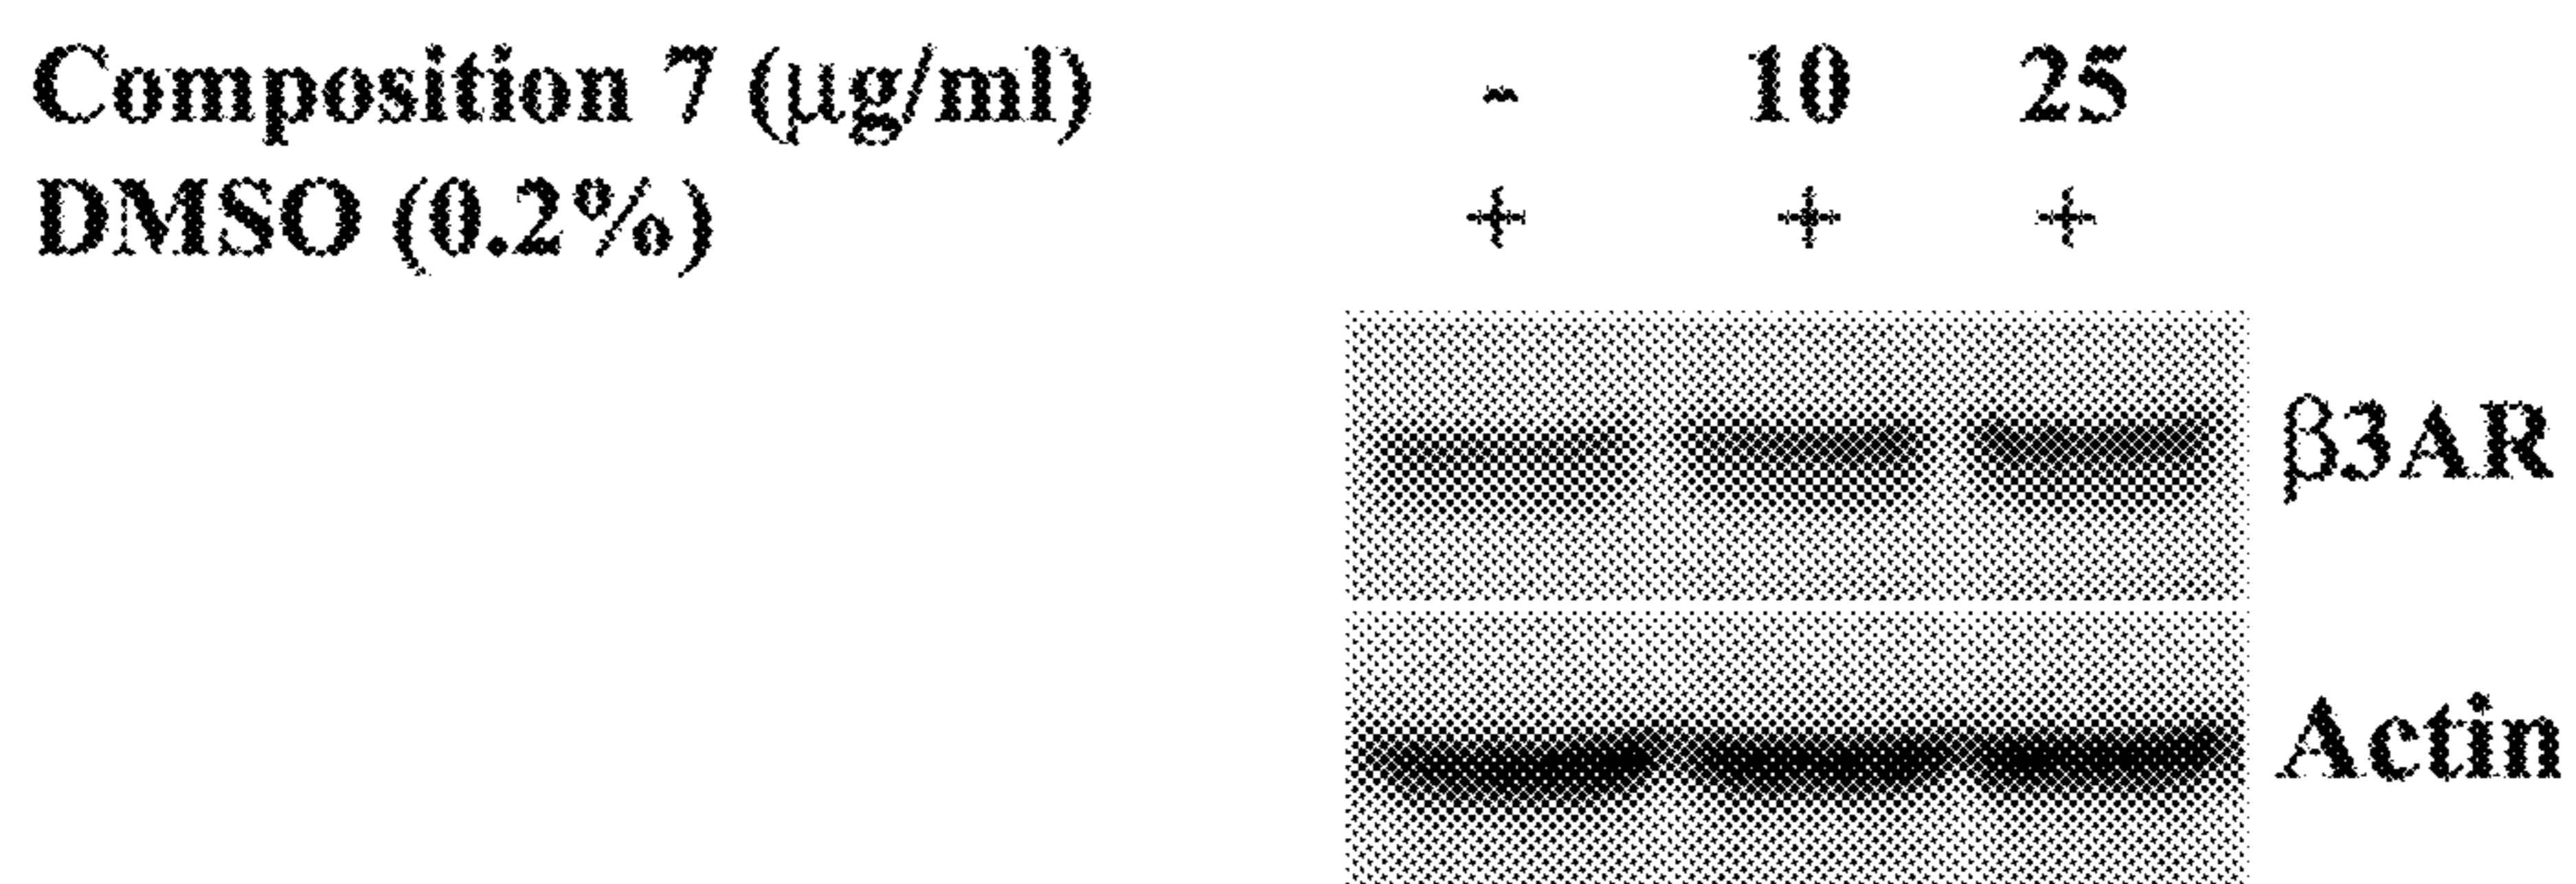 Composition 7 (µg/ml) - 10 25
DMSO (0.2%) + + +
β3AR
Actin